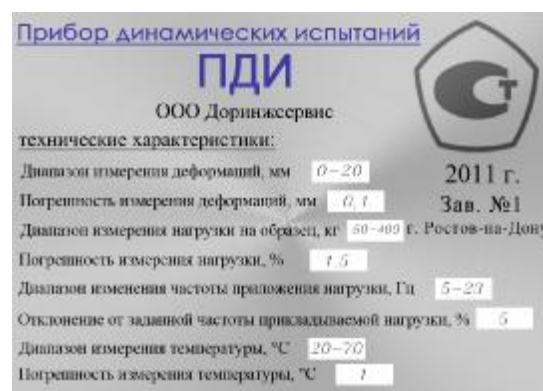 Прибор динамических испытаний
ПДИ
ООО Доринжсервис
технические характеристики:
Диапазон измерения деформаций, мм 0-20
2011 г.
Погрешность измерения деформаций, мм 0,1
Зав. №1
Диапазон измерения нагрузки на образец, кг 50-400 г. Ростов-на-Дону
Погрешность измерения нагрузки, % 1,5
Диапазон изменения частоты приложения нагрузки, Гц 5-23
Отклонение от заданной частоты прикладываемой нагрузки, % 5
Диапазон измерения температуры, °С 20-70
Погрешность измерения температуры, °С 1